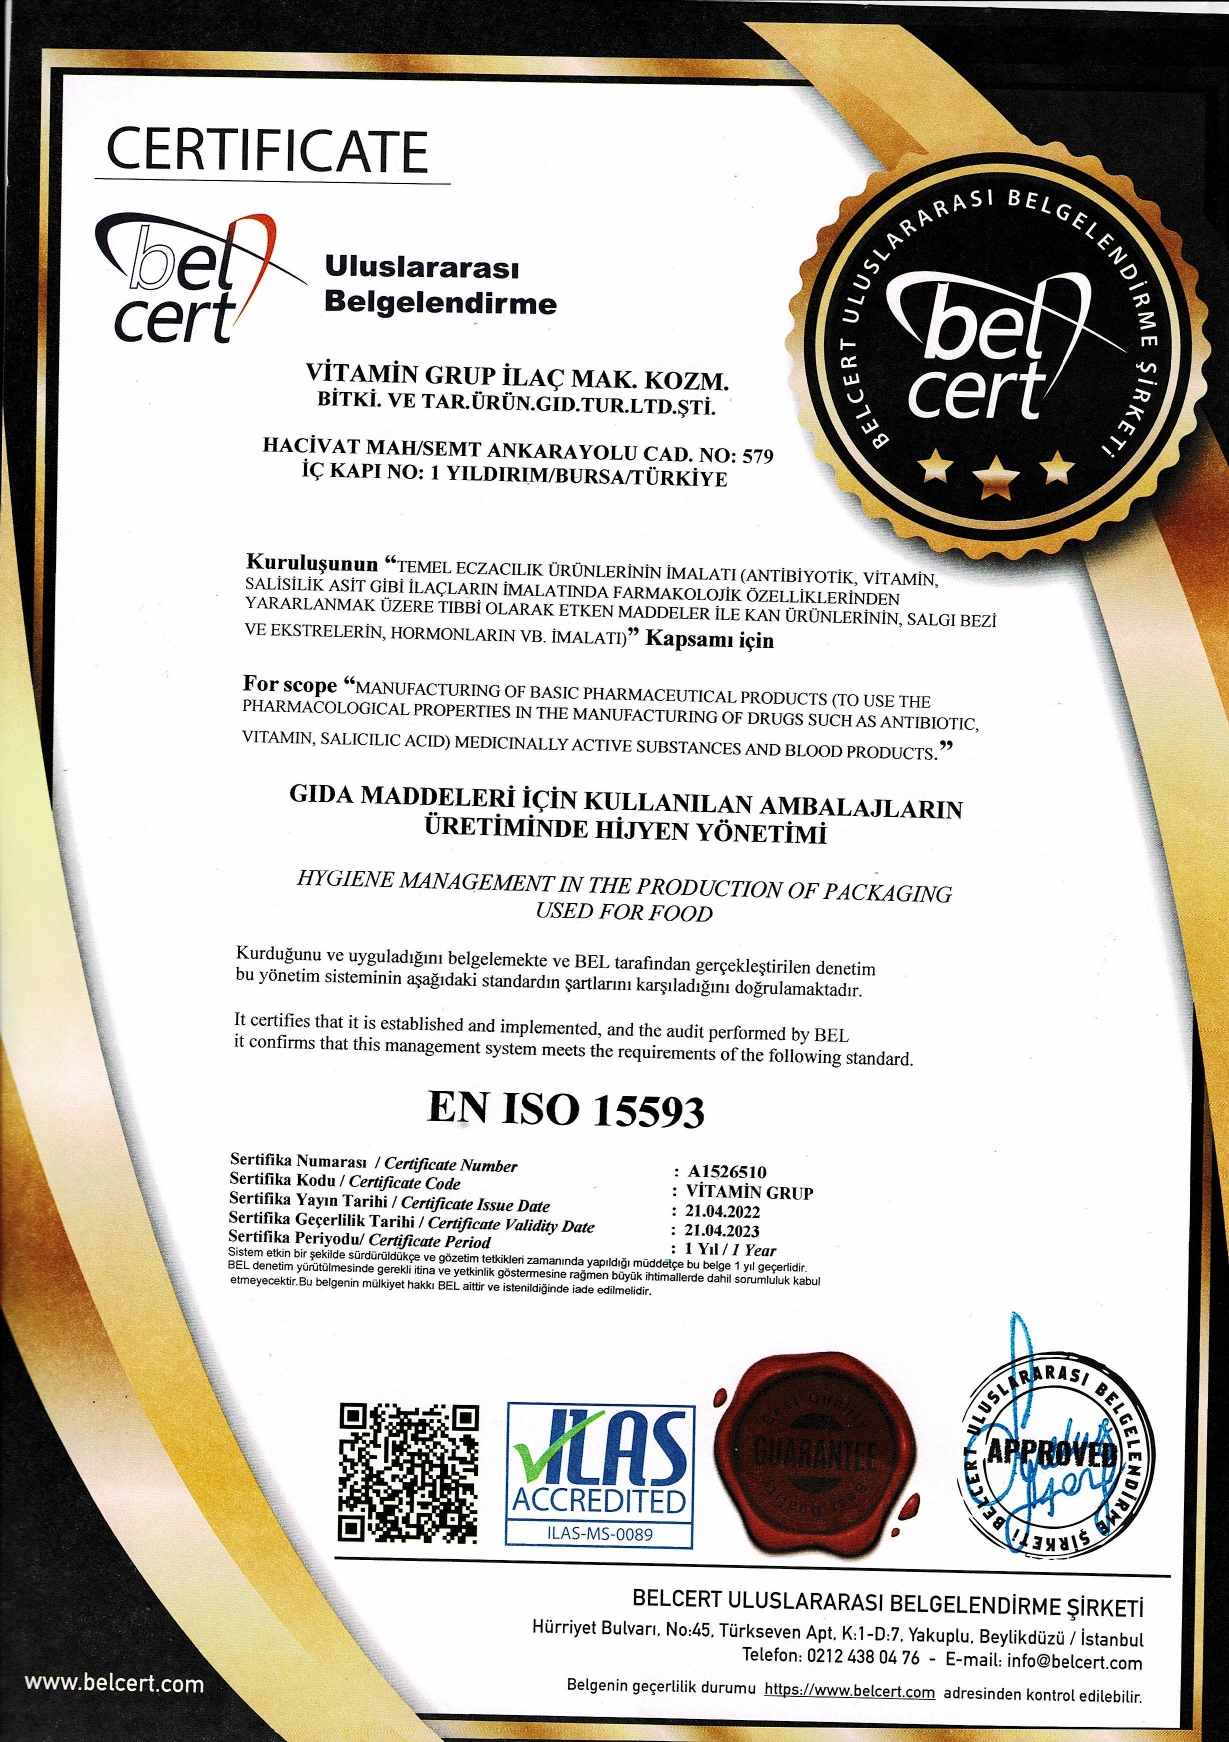 CERTIFICATE
bel
cert
Uluslararası
Belgelendirme
BELCERT ULUSLARARASI BELGELENDİRME ŞİRKETİ
bel
cert
VİTAMİN GRUP İLAÇ MAK. KOZM.
BİTKİ. VE TAR.ÜRÜN.GID.TUR.LTD.ŞTİ.
HACİVAT MAH/SEMT ANKARAYOLU CAD. NO: 579
İÇ KAPI NO: 1 YILDIRIM/BURSA/TÜRKİYE
Kuruluşunun “TEMEL ECZACILIK ÜRÜNLERİNİN İMALATI (ANTİBİYOTİK, VİTAMİN,
SALİSİLİK ASİT GİBİ İLAÇLARIN İMALATINDA FARMAKOLOJİK ÖZELLİKLERİNDEN
YARARLANMAK ÜZERE TIBBİ OLARAK ETKEN MADDELER İLE KAN ÜRÜNLERİNİN, SALGI BEZİ
VE EKSTRELERİN, HORMONLARIN VB. İMALATI)” Kapsamı için
For scope “MANUFACTURING OF BASIC PHARMACEUTICAL PRODUCTS (TO USE THE
PHARMACOLOGICAL PROPERTIES IN THE MANUFACTURING OF DRUGS SUCH AS ANTIBIOTIC,
VITAMIN, SALICILIC ACID) MEDICINALLY ACTIVE SUBSTANCES AND BLOOD PRODUCTS.”
GIDA MADDELERİ İÇİN KULLANILAN AMBALAJLARIN
ÜRETİMİNDE HİJYEN YÖNETİMİ
HYGIENE MANAGEMENT IN THE PRODUCTION OF PACKAGING
USED FOR FOOD
Kurduğunu ve uyguladığını belgelemekte ve BEL tarafından gerçekleştirilen denetim
bu yönetim sisteminin aşağıdaki standardın şartlarını karşıladığını doğrulamaktadır.
It certifies that it is established and implemented, and the audit performed by BEL
it confirms that this management system meets the requirements of the following standard.
EN ISO 15593
Sertifika Numarası / Certificate Number : A1526510
Sertifika Kodu / Certificate Code : VİTAMİN GRUP
Sertifika Yayın Tarihi / Certificate Issue Date : 21.04.2022
Sertifika Geçerlilik Tarihi / Certificate Validity Date : 21.04.2023
Sertifika Periyodu/ Certificate Period : 1 Yıl / 1 Year
Sistem etkin bir şekilde sürdürüldükçe ve gözetim tetkikleri zamanında yapıldığı müddetçe bu belge 1 yıl geçerlidir.
BEL denetim yürütülmesinde gerekli itina ve yetkinlik göstermesine rağmen büyük ihtimallerde dahil sorumluluk kabul
etmeyecektir.Bu belgenin mülkiyet hakkı BEL aittir ve istenildiğinde iade edilmelidir.
ILAS
ACCREDITED
ILAS-MS-0089
Best Quality
GUARANTEE
Best Quality
BELCERT ULUSLARARASI BELGELENDİRME ŞİRKETİ
APPROVED
BELCERT ULUSLARARASI BELGELENDİRME ŞİRKETİ
Hürriyet Bulvarı, No:45, Türkseven Apt, K:1-D:7, Yakuplu, Beylikdüzü / İstanbul
Telefon: 0212 438 04 76 - E-mail: info@belcert.com
Belgenin geçerlilik durumu https://www.belcert.com adresinden kontrol edilebilir.
www.belcert.com